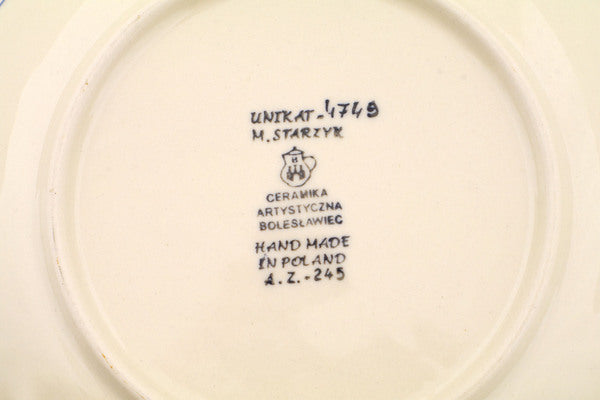 UNIKAT-4749
M. STARZYK
CERAMIKA
ARTYSTYCZNA
BOLESŁAWIEC
HAND MADE
IN POLAND
A.Z.-245